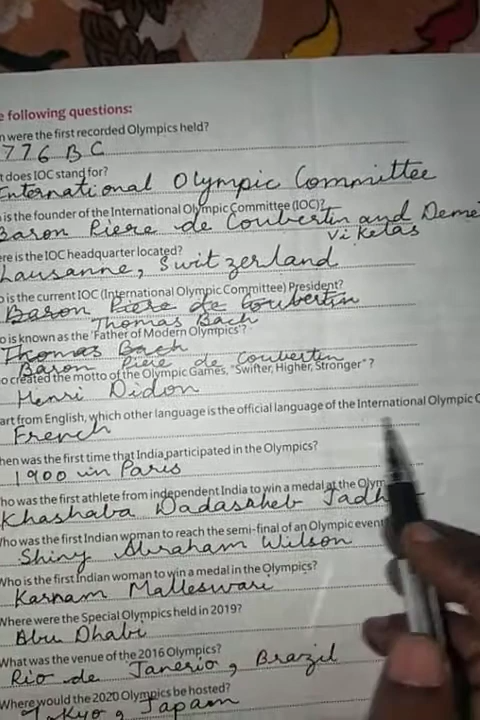 e following questions:
n were the first recorded Olympics held?
776 BC
t does IOC stand for?
International Olympic Committee
is the founder of the International Olympic Committee (IOC)?
Baron Piere de Coubertin and Deme
Vikelas
ere is the IOC headquarter located?
Lausanne, Switzerland
o is the current IOC (International Olympic Committee) President?
Baron Piere de Coubertin
Thomas Bach
o is known as the 'Father of Modern Olympics'?
Thomas Bach
Baron Piere de Coubertin
o created the motto of the Olympic Games, "Swifter, Higher, Stronger" ?
Henri Didon
art from English, which other language is the official language of the International Olympic C
French
hen was the first time that India participated in the Olympics?
1900 in Paris
ho was the first athlete from independent India to win a medal at the Olym
Khashaba Dadasaheb Jadh
Who was the first Indian woman to reach the semi-final of an Olympic event
Shiny Abraham Wilson
Who is the first Indian woman to win a medal in the Olympics?
Karnam Malleswari
Where were the Special Olympics held in 2019?
Abu Dhabi
What was the venue of the 2016 Olympics?
Rio de Janerio, Brazil
Where would the 2020 Olympics be hosted?
Tokyo, Japan